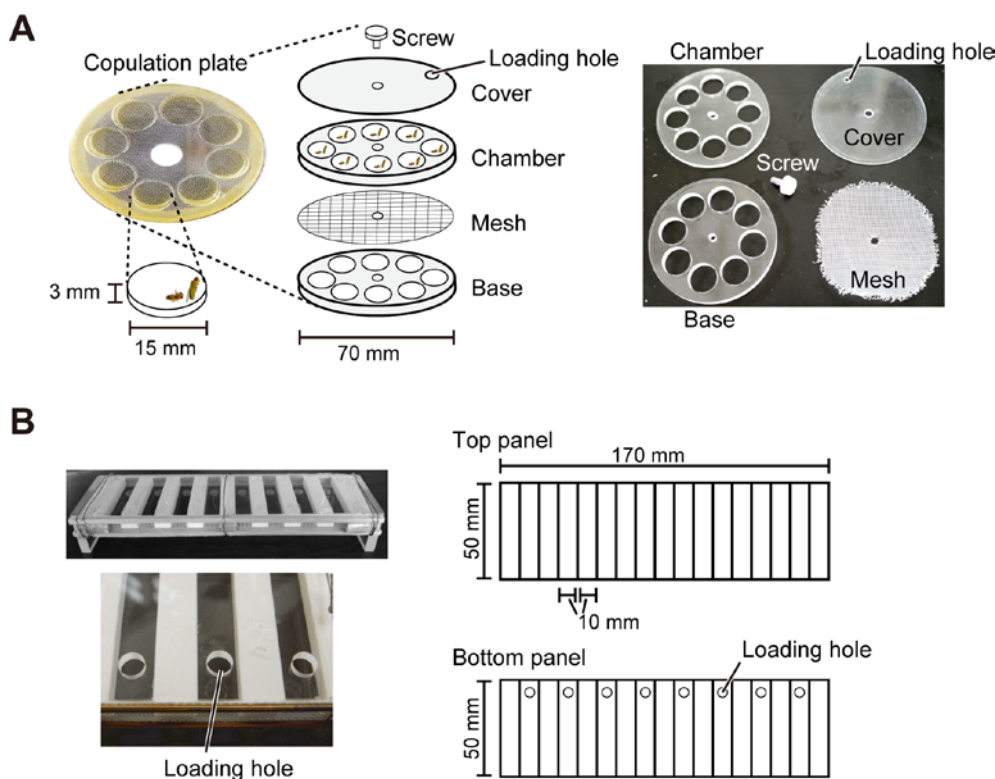 A
Copulation plate
Screw
Loading hole
Cover
Chamber
Mesh
Base
3 mm
15 mm
70 mm
Chamber
Loading hole
Cover
Screw
Mesh
Base
B
Top panel
170 mm
50 mm
10 mm
Bottom panel
Loading hole
50 mm
Loading hole